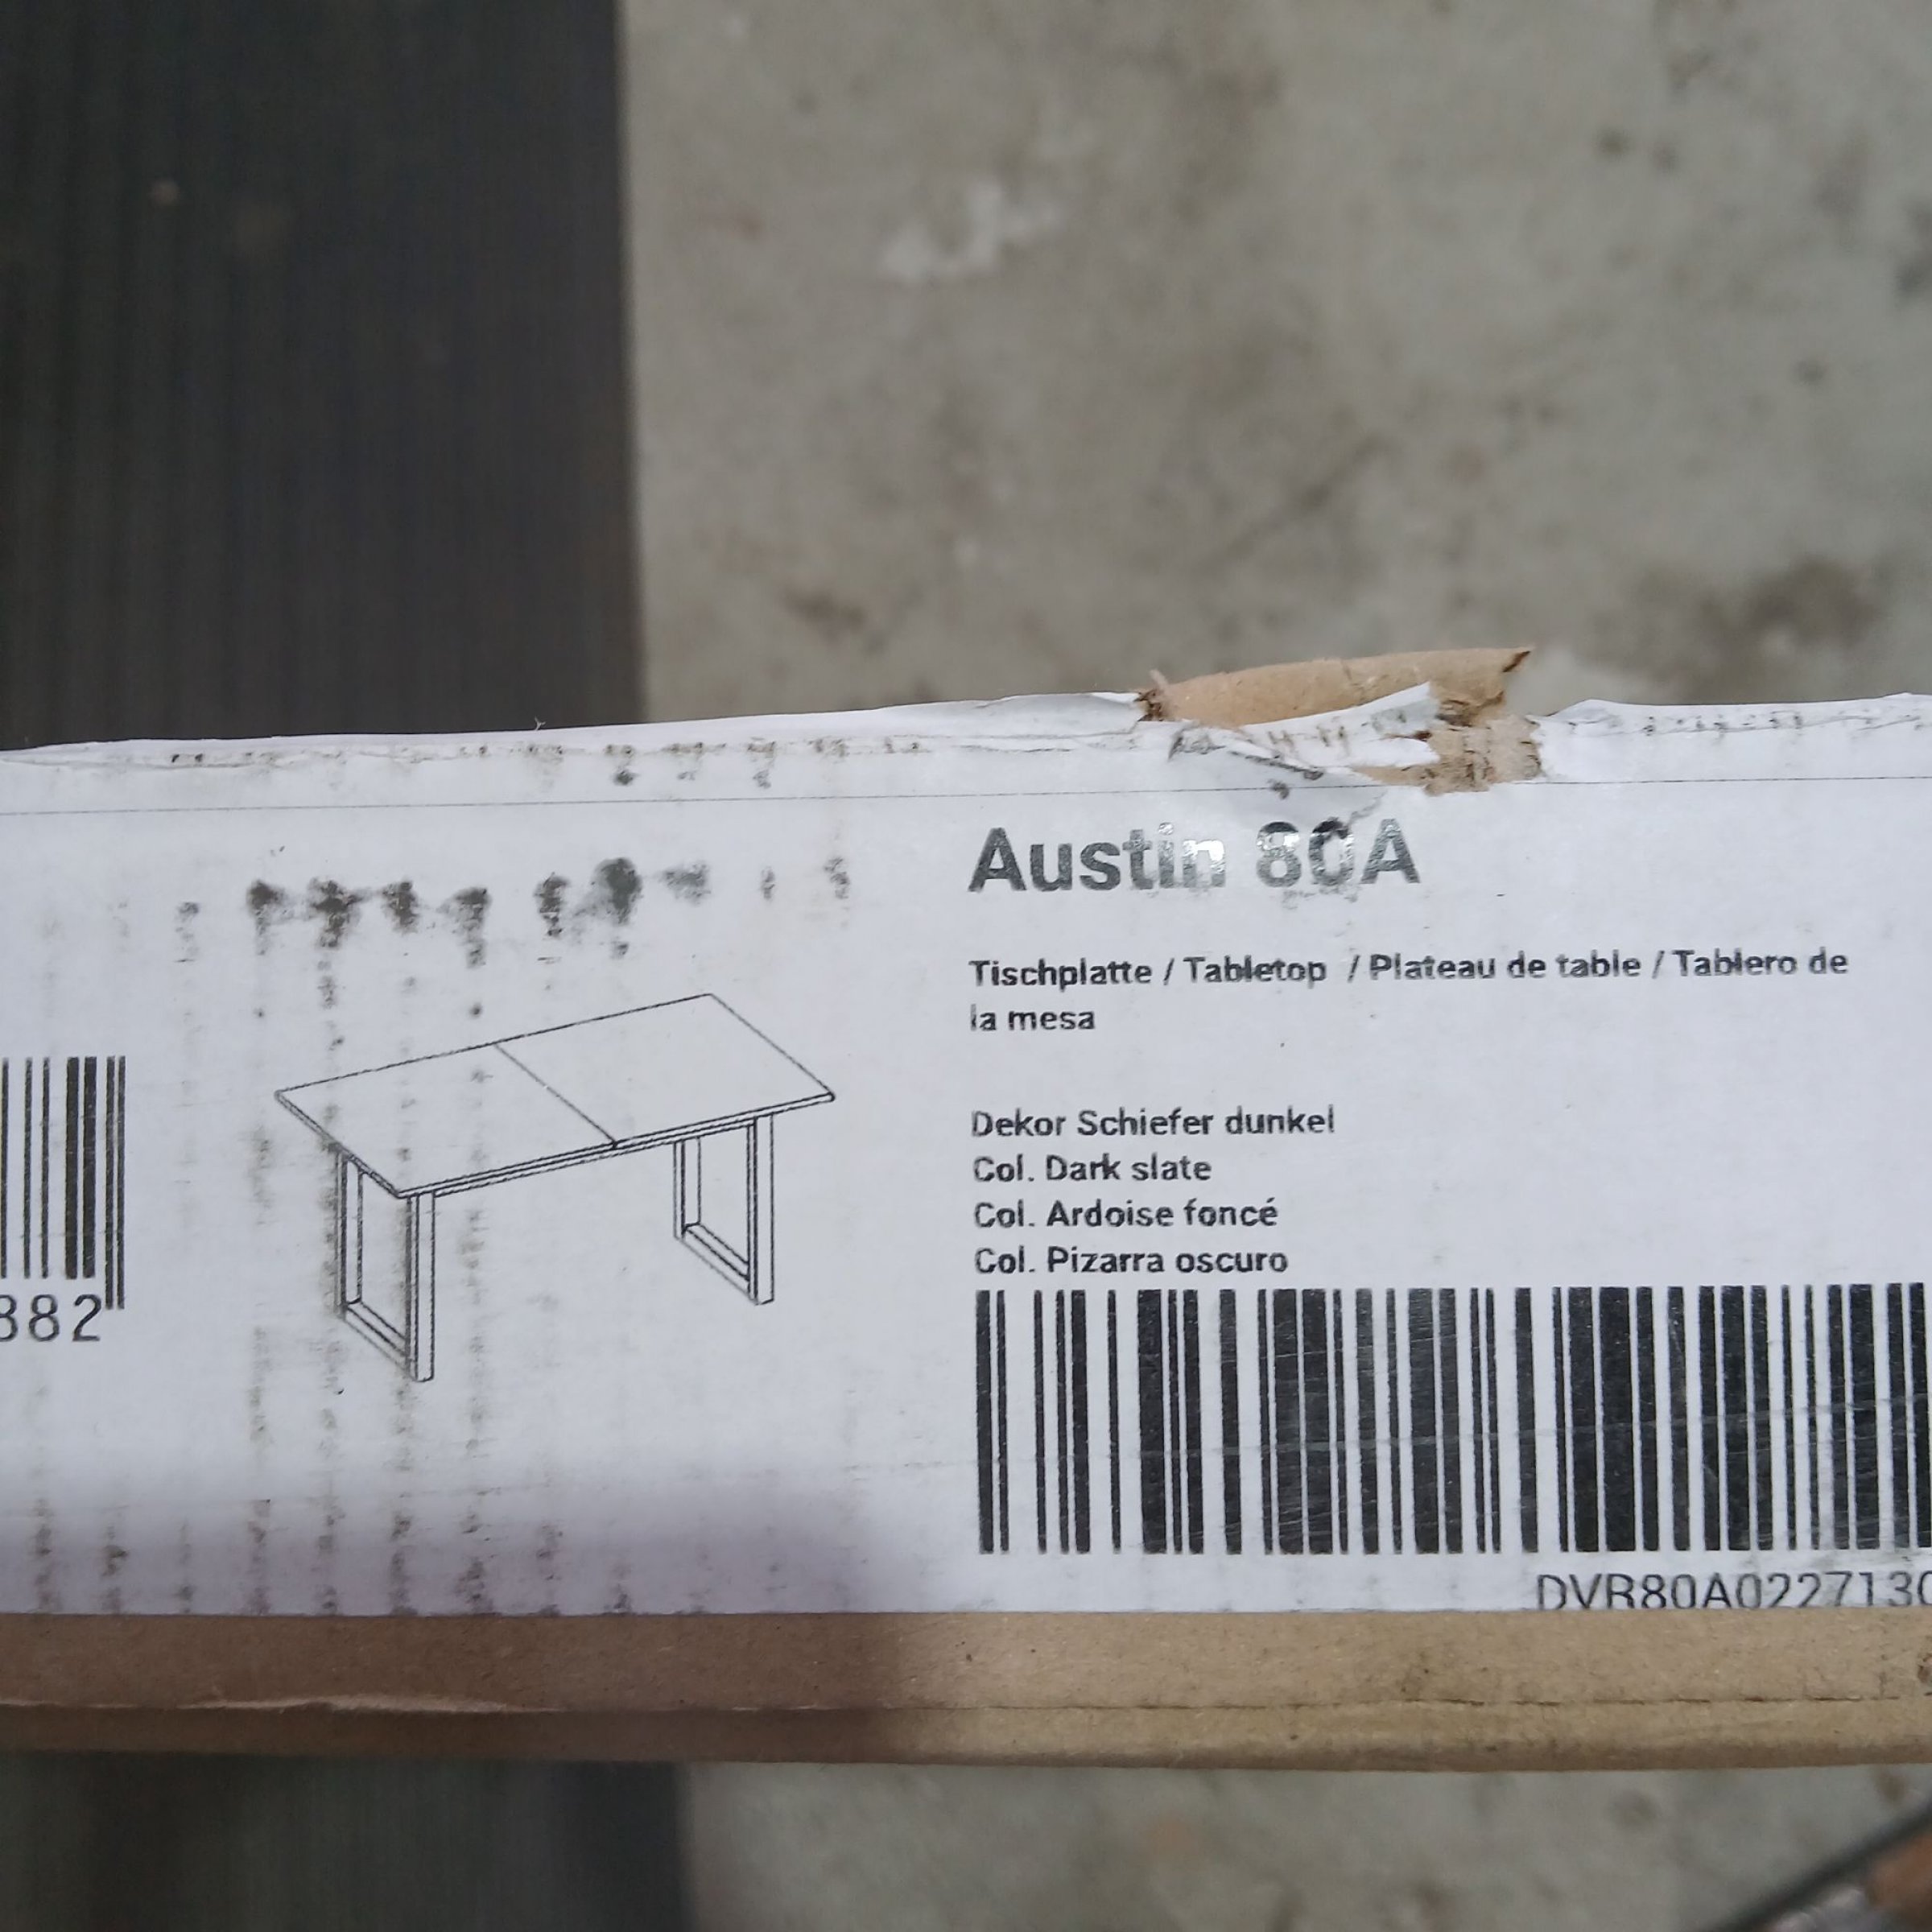 Austin 80A
Tischplatte / Tabletop / Plateau de table / Tablero de
la mesa
Dekor Schiefer dunkel
Col. Dark slate
Col. Ardoise foncé
Col. Pizarra oscuro
882
DVR80A0227130